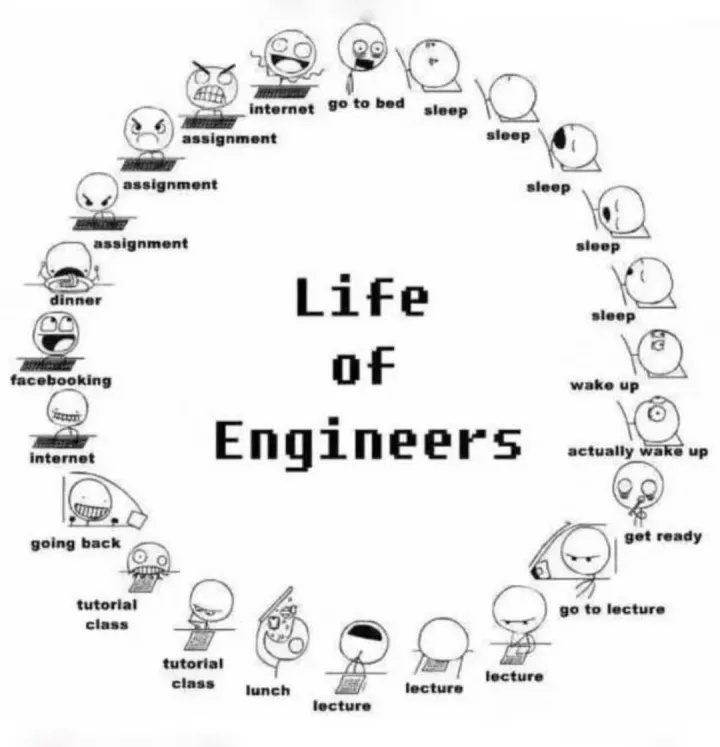 Life
of
Engineers
go to bed
sleep
sleep
sleep
sleep
sleep
wake up
actually wake up
get ready
go to lecture
lecture
lecture
lecture
lunch
tutorial
class
tutorial
class
going back
internet
facebooking
dinner
assignment
assignment
assignment
internet